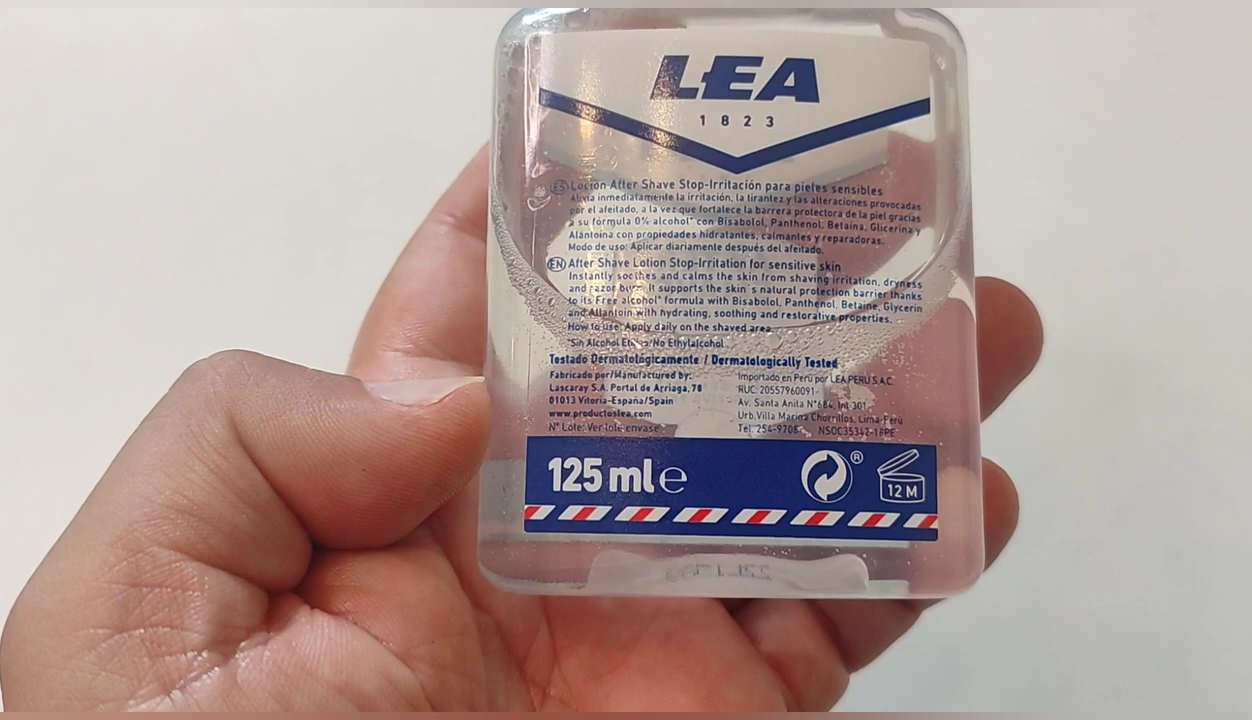 LEA
1823
ES Loción After Shave Stop-Irritación para pieles sensibles
Alivia inmediatamente la irritación, la tirantez y las alteraciones provocadas
por el afeitado, a la vez que fortalece la barrera protectora de la piel gracias
a su fórmula 0% alcohol* con Bisabolol, Panthenol, Betaina, Glicerina y
Alantoina con propiedades hidratantes, calmantes y reparadoras.
Modo de uso: Aplicar diariamente después del afeitado.
EN After Shave Lotion Stop-Irritation for sensitive skin
Instantly soothes and calms the skin from shaving irritation, dryness
and razor burn. It supports the skin´s natural protection barrier thanks
to its Free alcohol* formula with Bisabolol, Panthenol, Betaine, Glycerin
and Allantoin with hydrating, soothing and restorative properties.
How to use: Apply daily on the shaved area.
*Sin Alcohol /No Ethylalcohol
Testado Dermatológicamente / Dermatologically Tested
Fabricado por/Manufactured by:
Lascaray S.A. Portal de Arriaga, 78
01013 Vitoria-España/Spain
www.productoslea.com
Nº Lote: Ver lote envase
Importado en Perú por LEA PERU S.A.C.
RUC: 20557960091-
Av. Santa Anita Nº684, Int 301
Urb.Villa Marina Chorrillos, Lima-Perú
Tel: 254-9708 NSOC35342-18PE
125 ml e
®
12 M